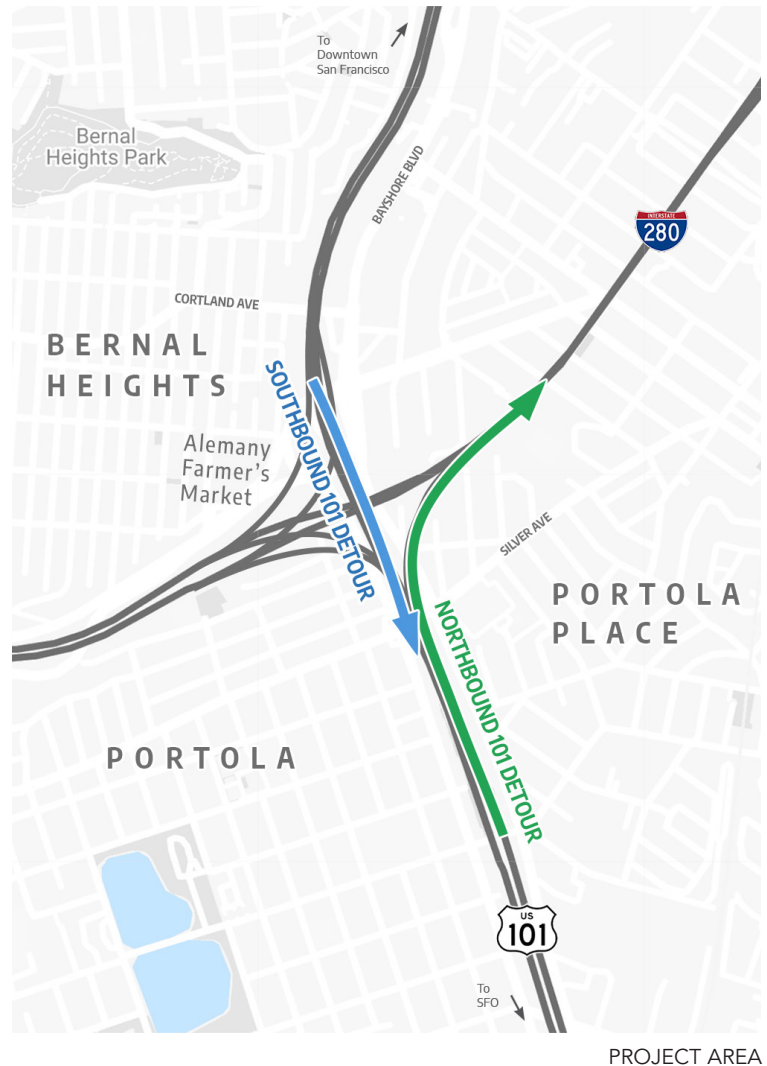 To
Downtown
San Francisco
Bernal
Heights Park
BAYSHORE BLVD
INTERSTATE
280
CORTLAND AVE
BERNAL
HEIGHTS
SOUTHBOUND 101 DETOUR
Alemany
Farmer's
Market
SILVER AVE
PORTOLA
PLACE
NORTHBOUND 101 DETOUR
PORTOLA
US
101
To
SFO
PROJECT AREA